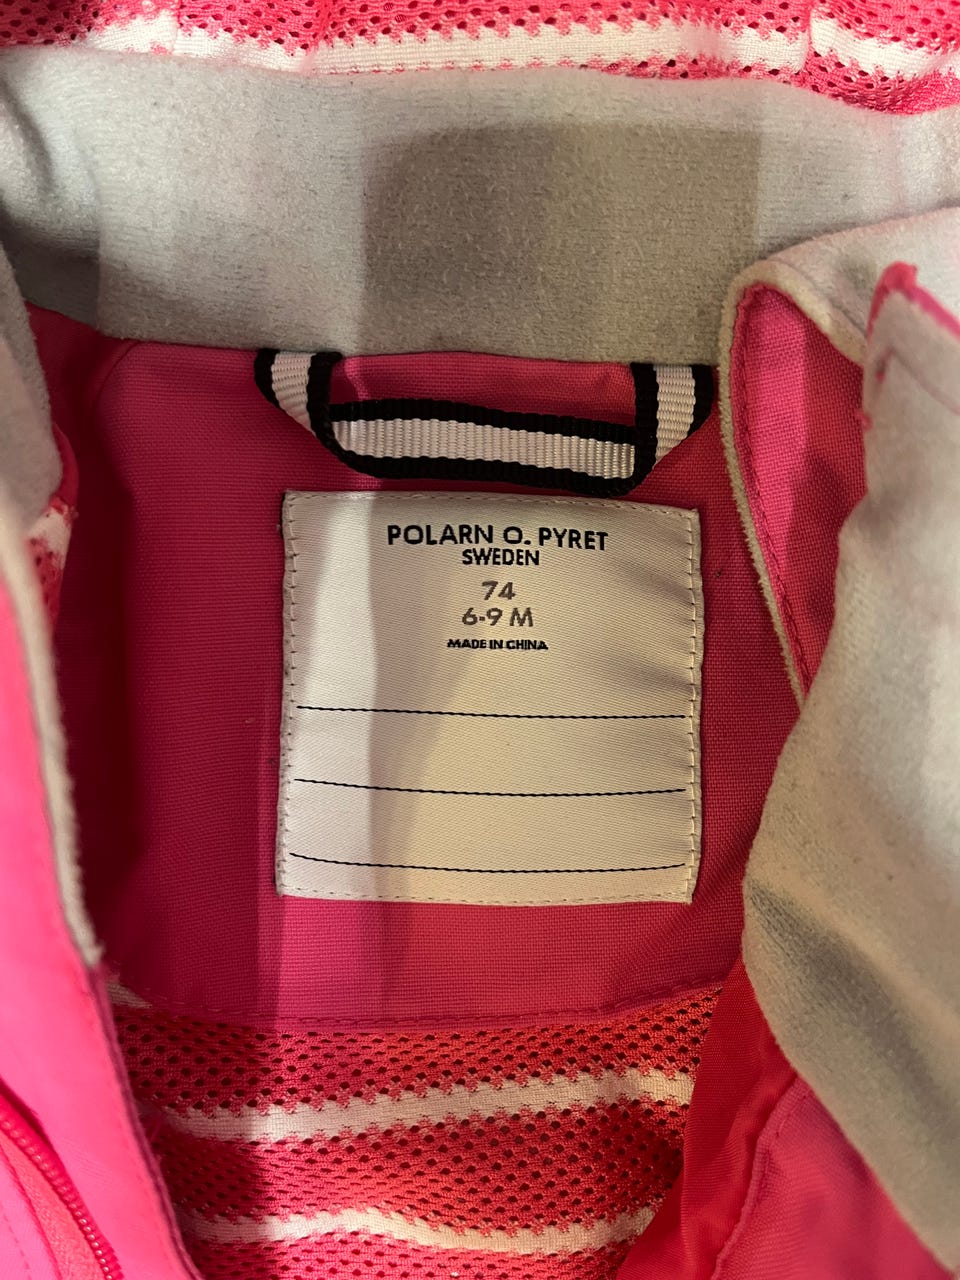 POLARN O. PYRET
SWEDEN
74
6-9 M
MADE IN CHINA